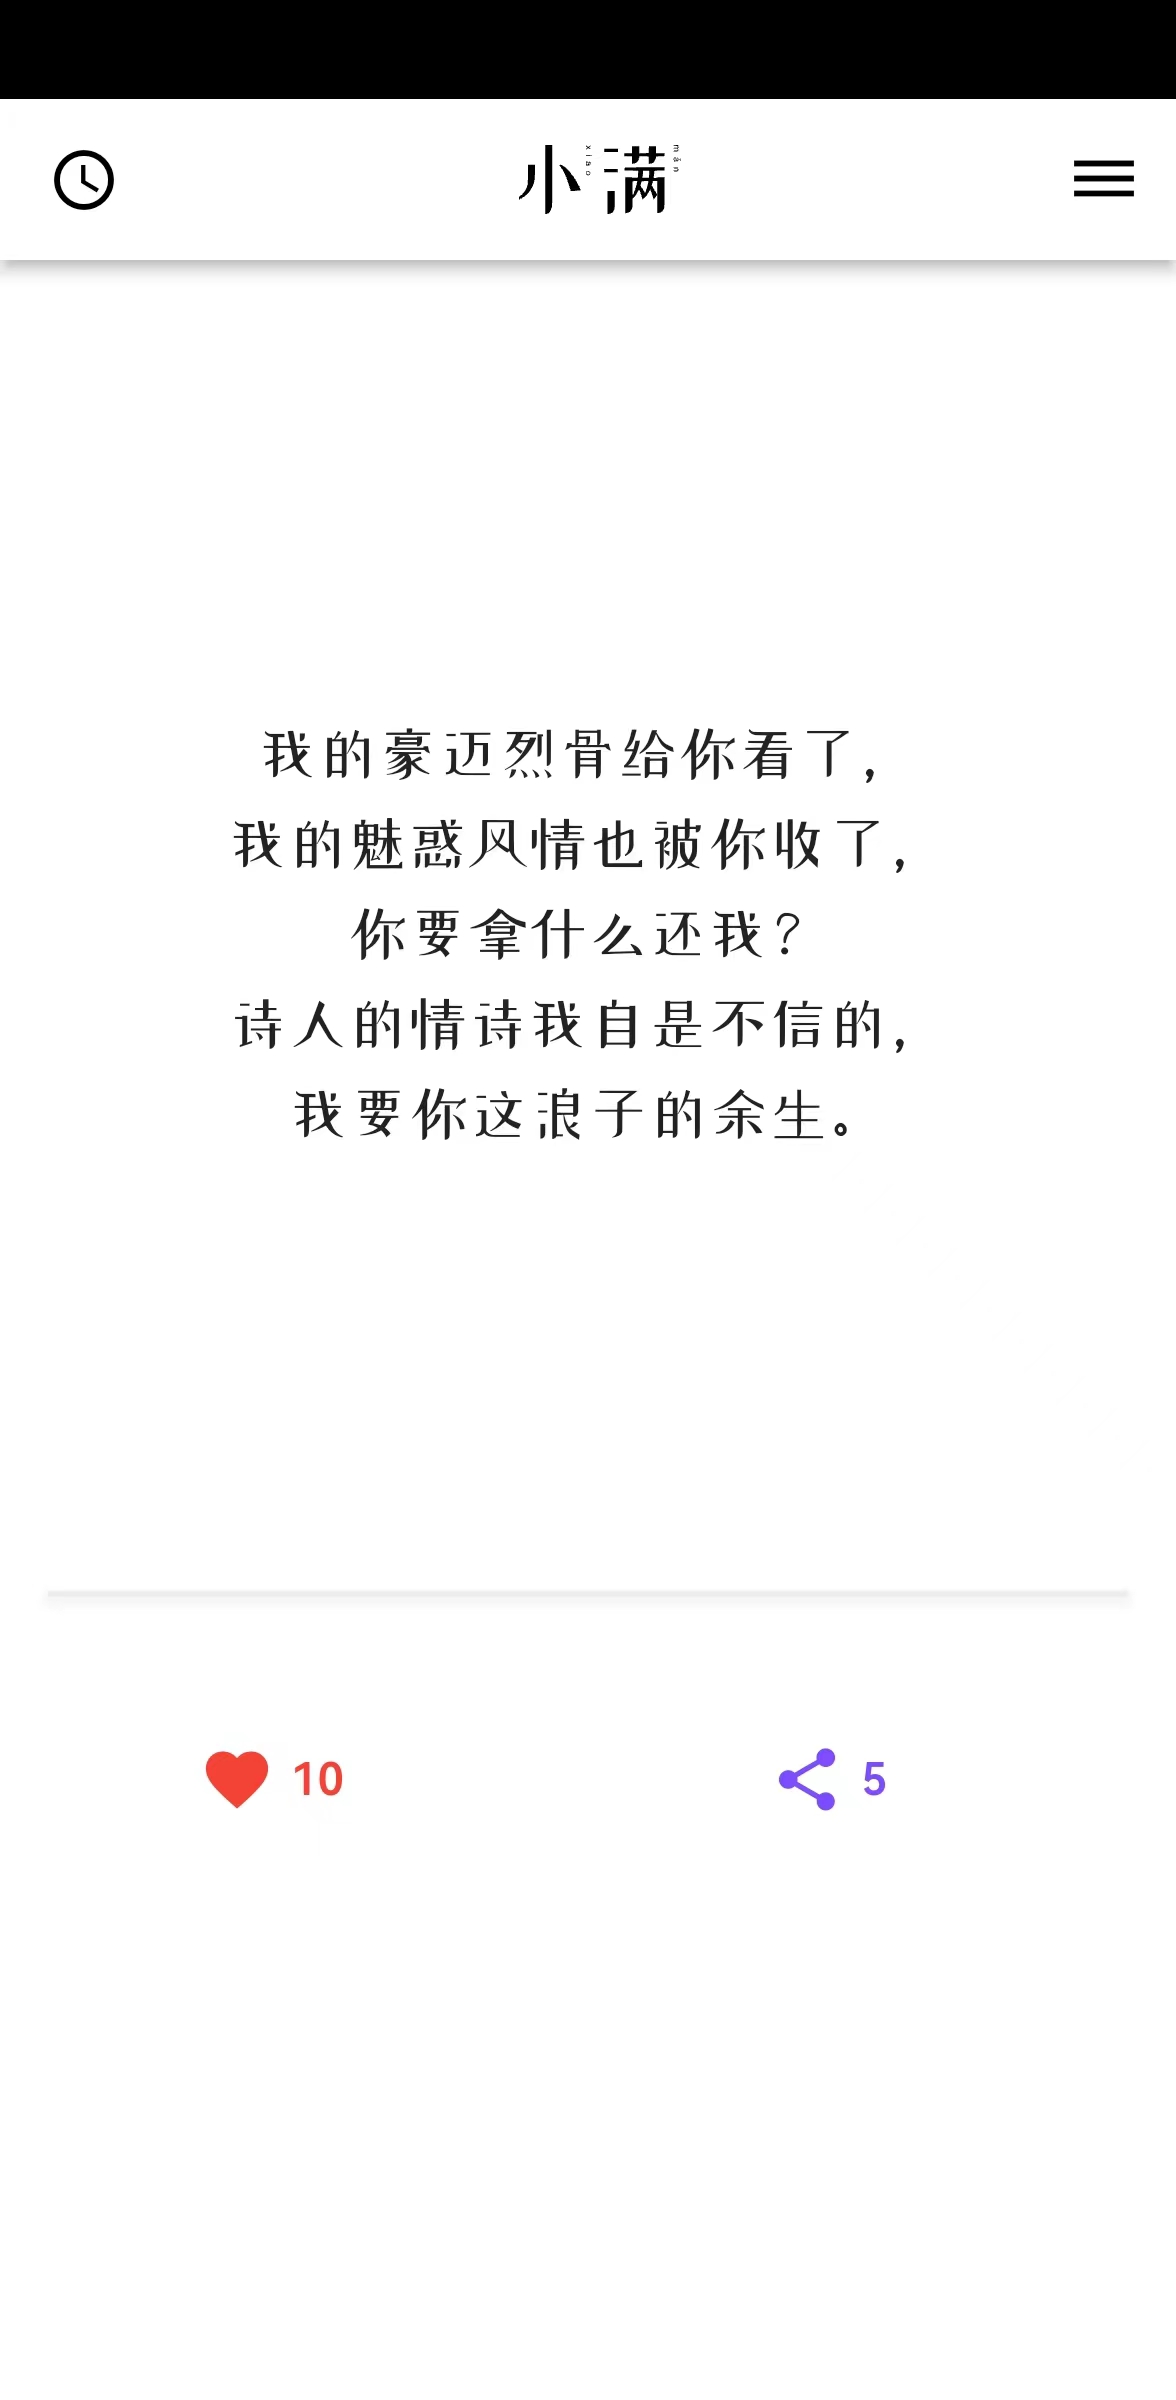 小满
xiǎo
mǎn
我的豪迈烈骨给你看了，
我的魅惑风情也被你收了，
你要拿什么还我？
诗人的情诗我自是不信的，
我要你这浪子的余生。
10
5